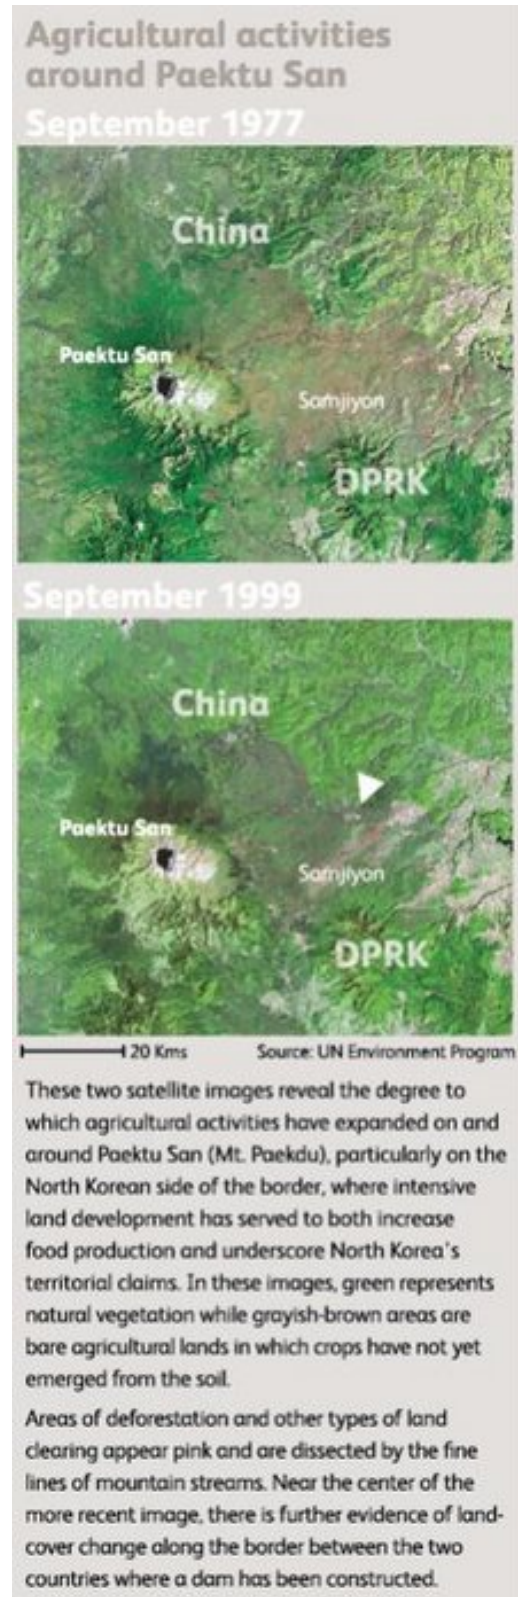 Agricultural activities
around Paektu San
September 1977
China
Paektu San
Samjiyon
DPRK
September 1999
China
Paektu San
Samjiyon
DPRK
20 Kms
Source: UN Environment Program
These two satellite images reveal the degree to
which agricultural activities have expanded on and
around Paektu San (Mt. Paekdu), particularly on the
North Korean side of the border, where intensive
land development has served to both increase
food production and underscore North Korea's
territorial claims. In these images, green represents
natural vegetation while grayish-brown areas are
bare agricultural lands in which crops have not yet
emerged from the soil.
Areas of deforestation and other types of land
clearing appear pink and are dissected by the fine
lines of mountain streams. Near the center of the
more recent image, there is further evidence of land-
cover change along the border between the two
countries where a dam has been constructed.